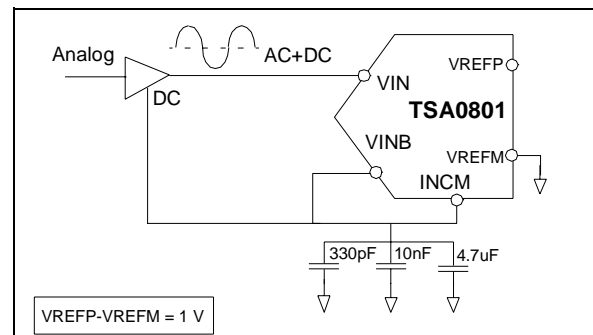 Analog
AC+DC
DC
VIN
VREFP
TSA0801
VINB
VREFM
INCM
330pF
10nF
4.7uF
VREFP-VREFM = 1 V